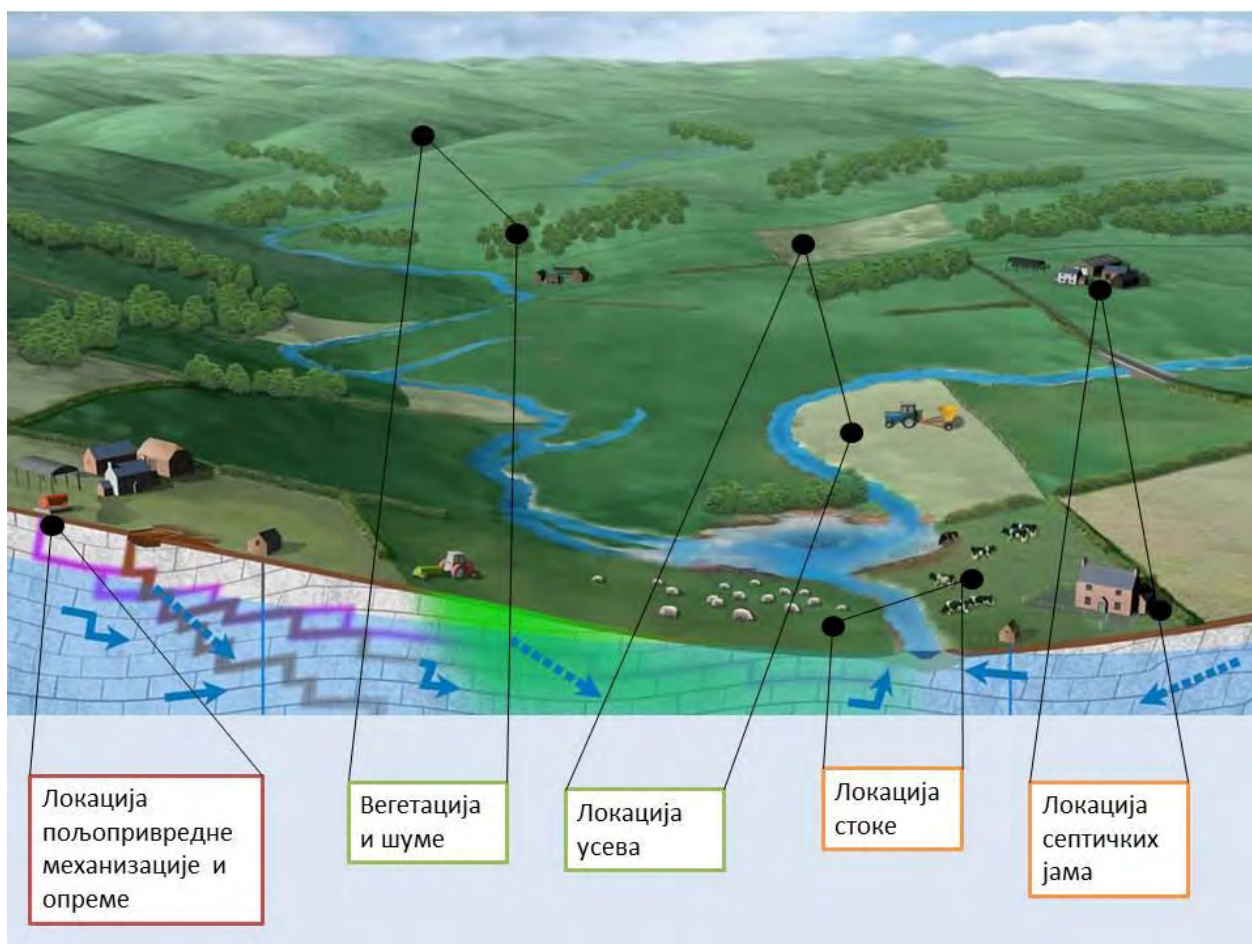 Локација
пољопривредне
механизације и
опреме
Вегетација
и шуме
Локација
усева
Локација
стоке
Локација
септичких
јама